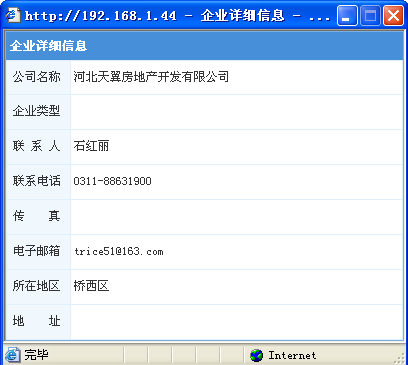 http://192.168.1.44 - 企业详细信息 - ...
企业详细信息
公司名称 河北天翼房地产开发有限公司
企业类型
联 系 人 石红丽
联系电话 0311-88631900
传 真
电子邮箱 trice51@163.com
所在地区 桥西区
地 址
完毕 Internet